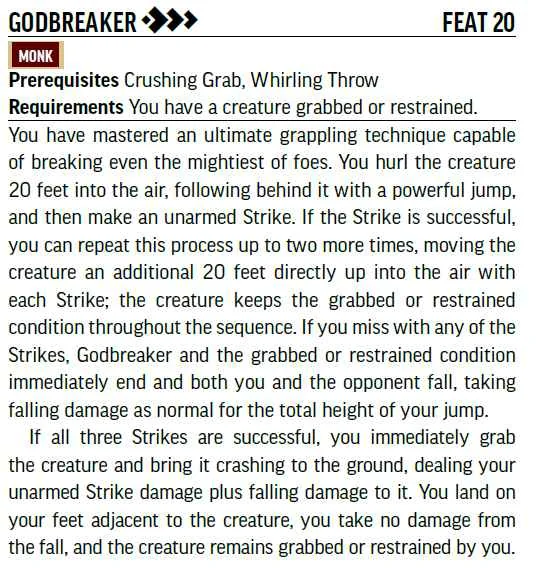 GODBREAKER FEAT 20
MONK
Prerequisites Crushing Grab, Whirling Throw
Requirements You have a creature grabbed or restrained.
You have mastered an ultimate grappling technique capable
of breaking even the mightiest of foes. You hurl the creature
20 feet into the air, following behind it with a powerful jump,
and then make an unarmed Strike. If the Strike is successful,
you can repeat this process up to two more times, moving the
creature an additional 20 feet directly up into the air with
each Strike; the creature keeps the grabbed or restrained
condition throughout the sequence. If you miss with any of the
Strikes, Godbreaker and the grabbed or restrained condition
immediately end and both you and the opponent fall, taking
falling damage as normal for the total height of your jump.
If all three Strikes are successful, you immediately grab
the creature and bring it crashing to the ground, dealing your
unarmed Strike damage plus falling damage to it. You land on
your feet adjacent to the creature, you take no damage from
the fall, and the creature remains grabbed or restrained by you.